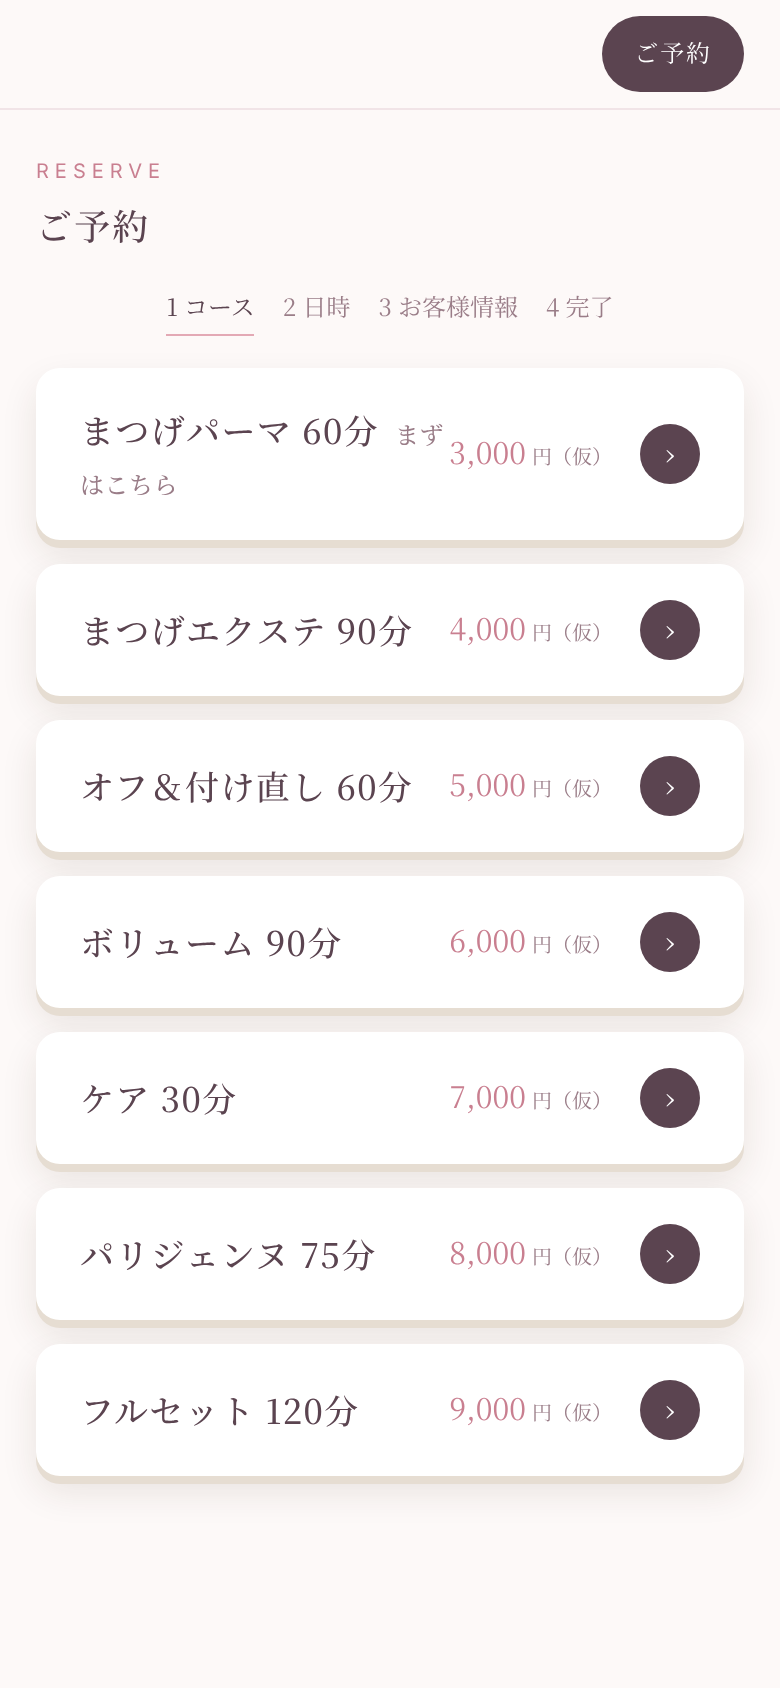 ご予約
RESERVE
ご予約
1 コース 2 日時 3 お客様情報 4 完了
まつげパーマ 60分 まず
はこちら
3,000 円（仮） ›
まつげエクステ 90分 4,000 円（仮） ›
オフ＆付け直し 60分 5,000 円（仮） ›
ボリューム 90分 6,000 円（仮） ›
ケア 30分 7,000 円（仮） ›
パリジェンヌ 75分 8,000 円（仮） ›
フルセット 120分 9,000 円（仮） ›